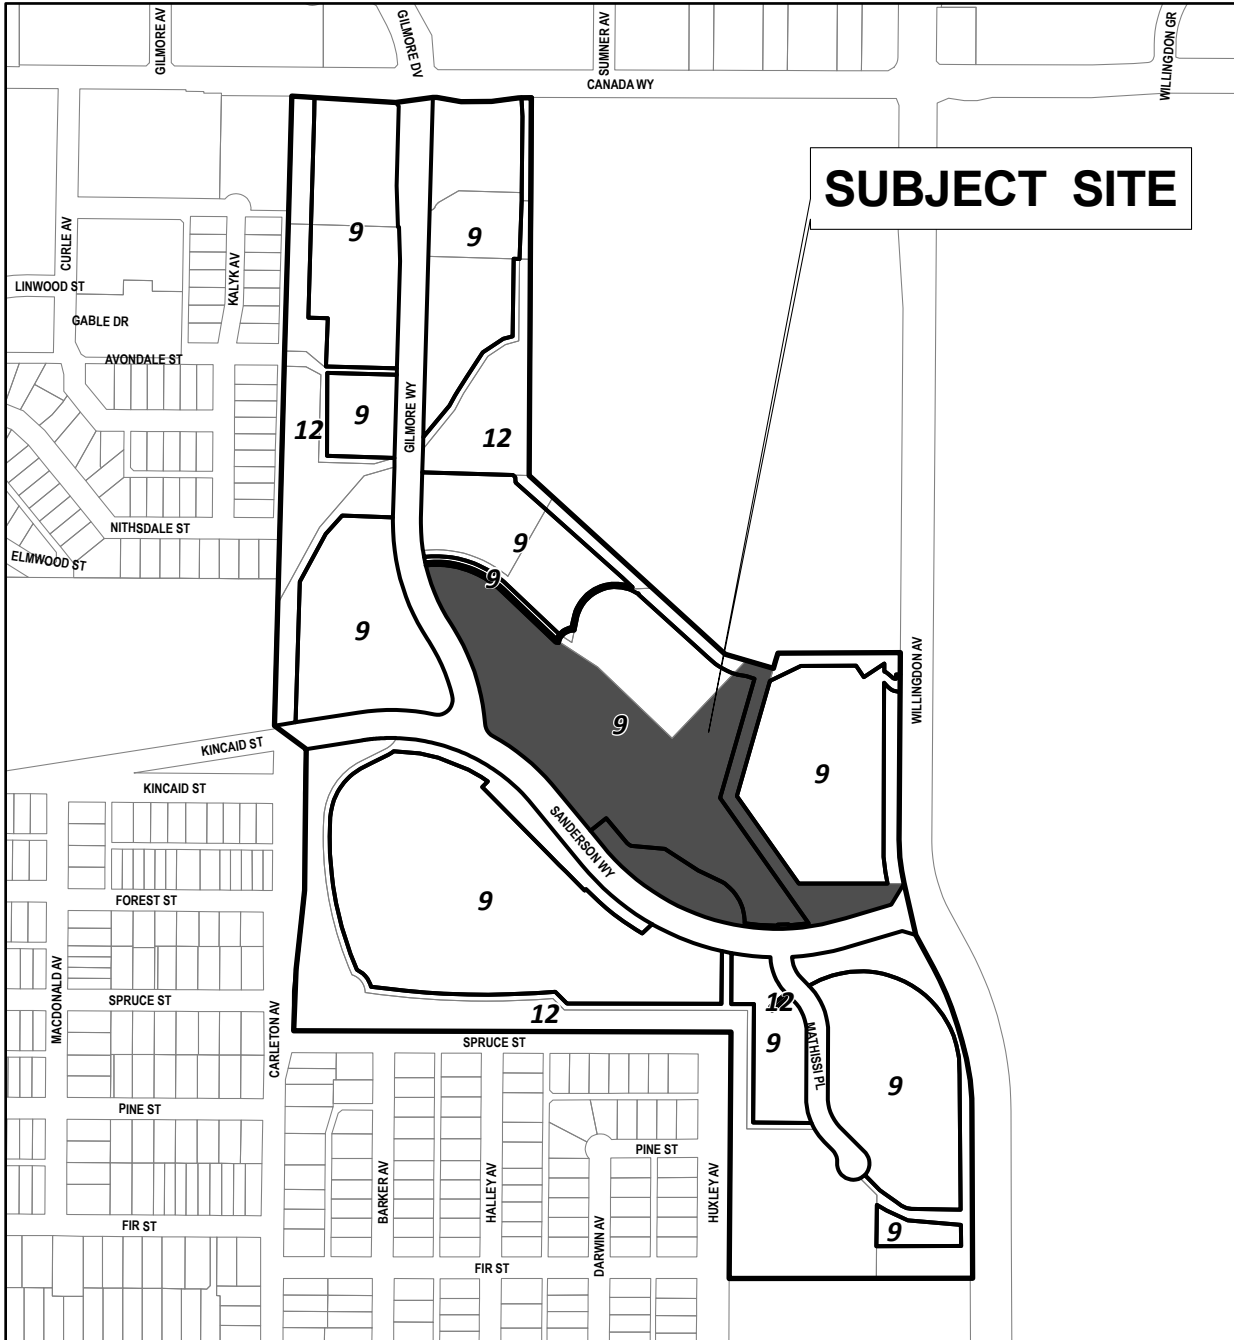 GILMORE AV
GILMORE DV
SUMNER AV
WILLINGDON GR
CANADA WY
SUBJECT SITE
CURLE AV
KALYK AV
9
9
LINWOOD ST
GABLE DR
AVONDALE ST
GILMORE WY
9
12
12
NITHSDALE ST
ELMWOOD ST
9
9
9
WILLINGDON AV
9
KINCAID ST
9
KINCAID ST
SANDERSON WY
FOREST ST
9
MACDONALD AV
SPRUCE ST
CARLETON AV
12
12
SPRUCE ST
9
MATHISSI PL
9
PINE ST
PINE ST
BARKER AV
HALLEY AV
HUXLEY AV
DARWIN AV
FIR ST
9
FIR ST